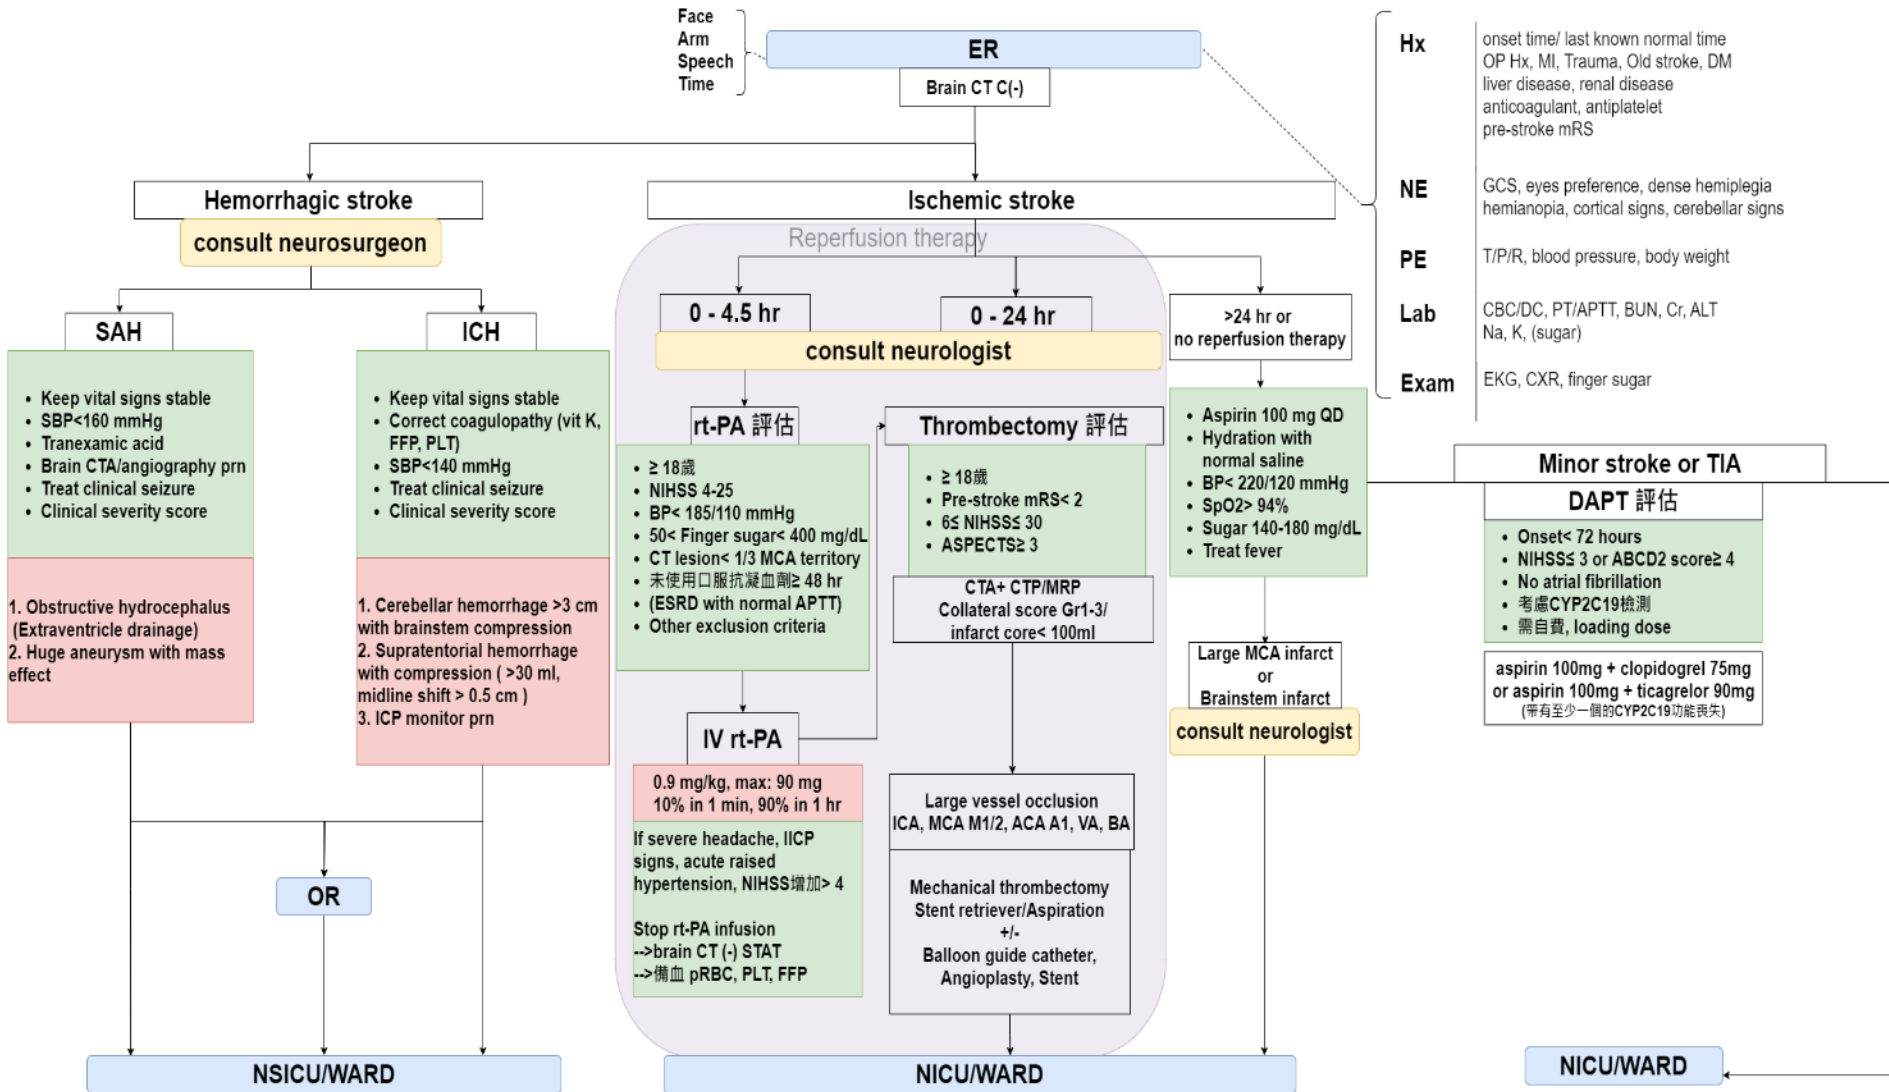 Face
Arm
Speech
Time
ER
Brain CT C(-)
Hx
onset time/ last known normal time
OP Hx, MI, Trauma, Old stroke, DM
liver disease, renal disease
anticoagulant, antiplatelet
pre-stroke mRS
NE
GCS, eyes preference, dense hemiplegia
hemianopia, cortical signs, cerebellar signs
PE
T/P/R, blood pressure, body weight
Lab
CBC/DC, PT/APTT, BUN, Cr, ALT
Na, K, (sugar)
Exam
EKG, CXR, finger sugar
Hemorrhagic stroke
consult neurosurgeon
SAH
• Keep vital signs stable
• SBP<160 mmHg
• Tranexamic acid
• Brain CTA/angiography prn
• Treat clinical seizure
• Clinical severity score
1. Obstructive hydrocephalus
(Extraventricle drainage)
2. Huge aneurysm with mass
effect
ICH
• Keep vital signs stable
• Correct coagulopathy (vit K,
FFP, PLT)
• SBP<140 mmHg
• Treat clinical seizure
• Clinical severity score
1. Cerebellar hemorrhage >3 cm
with brainstem compression
2. Supratentorial hemorrhage
with compression ( >30 ml,
midline shift > 0.5 cm )
3. ICP monitor prn
OR
NSICU/WARD
Ischemic stroke
Reperfusion therapy
0 - 4.5 hr
0 - 24 hr
consult neurologist
rt-PA 評估
• ≥ 18歲
• NIHSS 4-25
• BP< 185/110 mmHg
• 50< Finger sugar< 400 mg/dL
• CT lesion< 1/3 MCA territory
• 未使用口服抗凝血劑≥ 48 hr
• (ESRD with normal APTT)
• Other exclusion criteria
IV rt-PA
0.9 mg/kg, max: 90 mg
10% in 1 min, 90% in 1 hr
If severe headache, IICP
signs, acute raised
hypertension, NIHSS增加> 4
Stop rt-PA infusion
-->brain CT (-) STAT
-->備血 pRBC, PLT, FFP
Thrombectomy 評估
• ≥ 18歲
• Pre-stroke mRS< 2
• 6≤ NIHSS≤ 30
• ASPECTS≥ 3
CTA+ CTP/MRP
Collateral score Gr1-3/
infarct core< 100ml
Large vessel occlusion
ICA, MCA M1/2, ACA A1, VA, BA
Mechanical thrombectomy
Stent retriever/Aspiration
+/-
Balloon guide catheter,
Angioplasty, Stent
>24 hr or
no reperfusion therapy
• Aspirin 100 mg QD
• Hydration with
normal saline
• BP< 220/120 mmHg
• SpO2> 94%
• Sugar 140-180 mg/dL
• Treat fever
Large MCA infarct
or
Brainstem infarct
consult neurologist
NICU/WARD
Minor stroke or TIA
DAPT 評估
• Onset< 72 hours
• NIHSS≤ 3 or ABCD2 score≥ 4
• No atrial fibrillation
• 考慮CYP2C19檢測
• 需自費, loading dose
aspirin 100mg + clopidogrel 75mg
or aspirin 100mg + ticagrelor 90mg
(帶有至少一個的CYP2C19功能喪失)
NICU/WARD